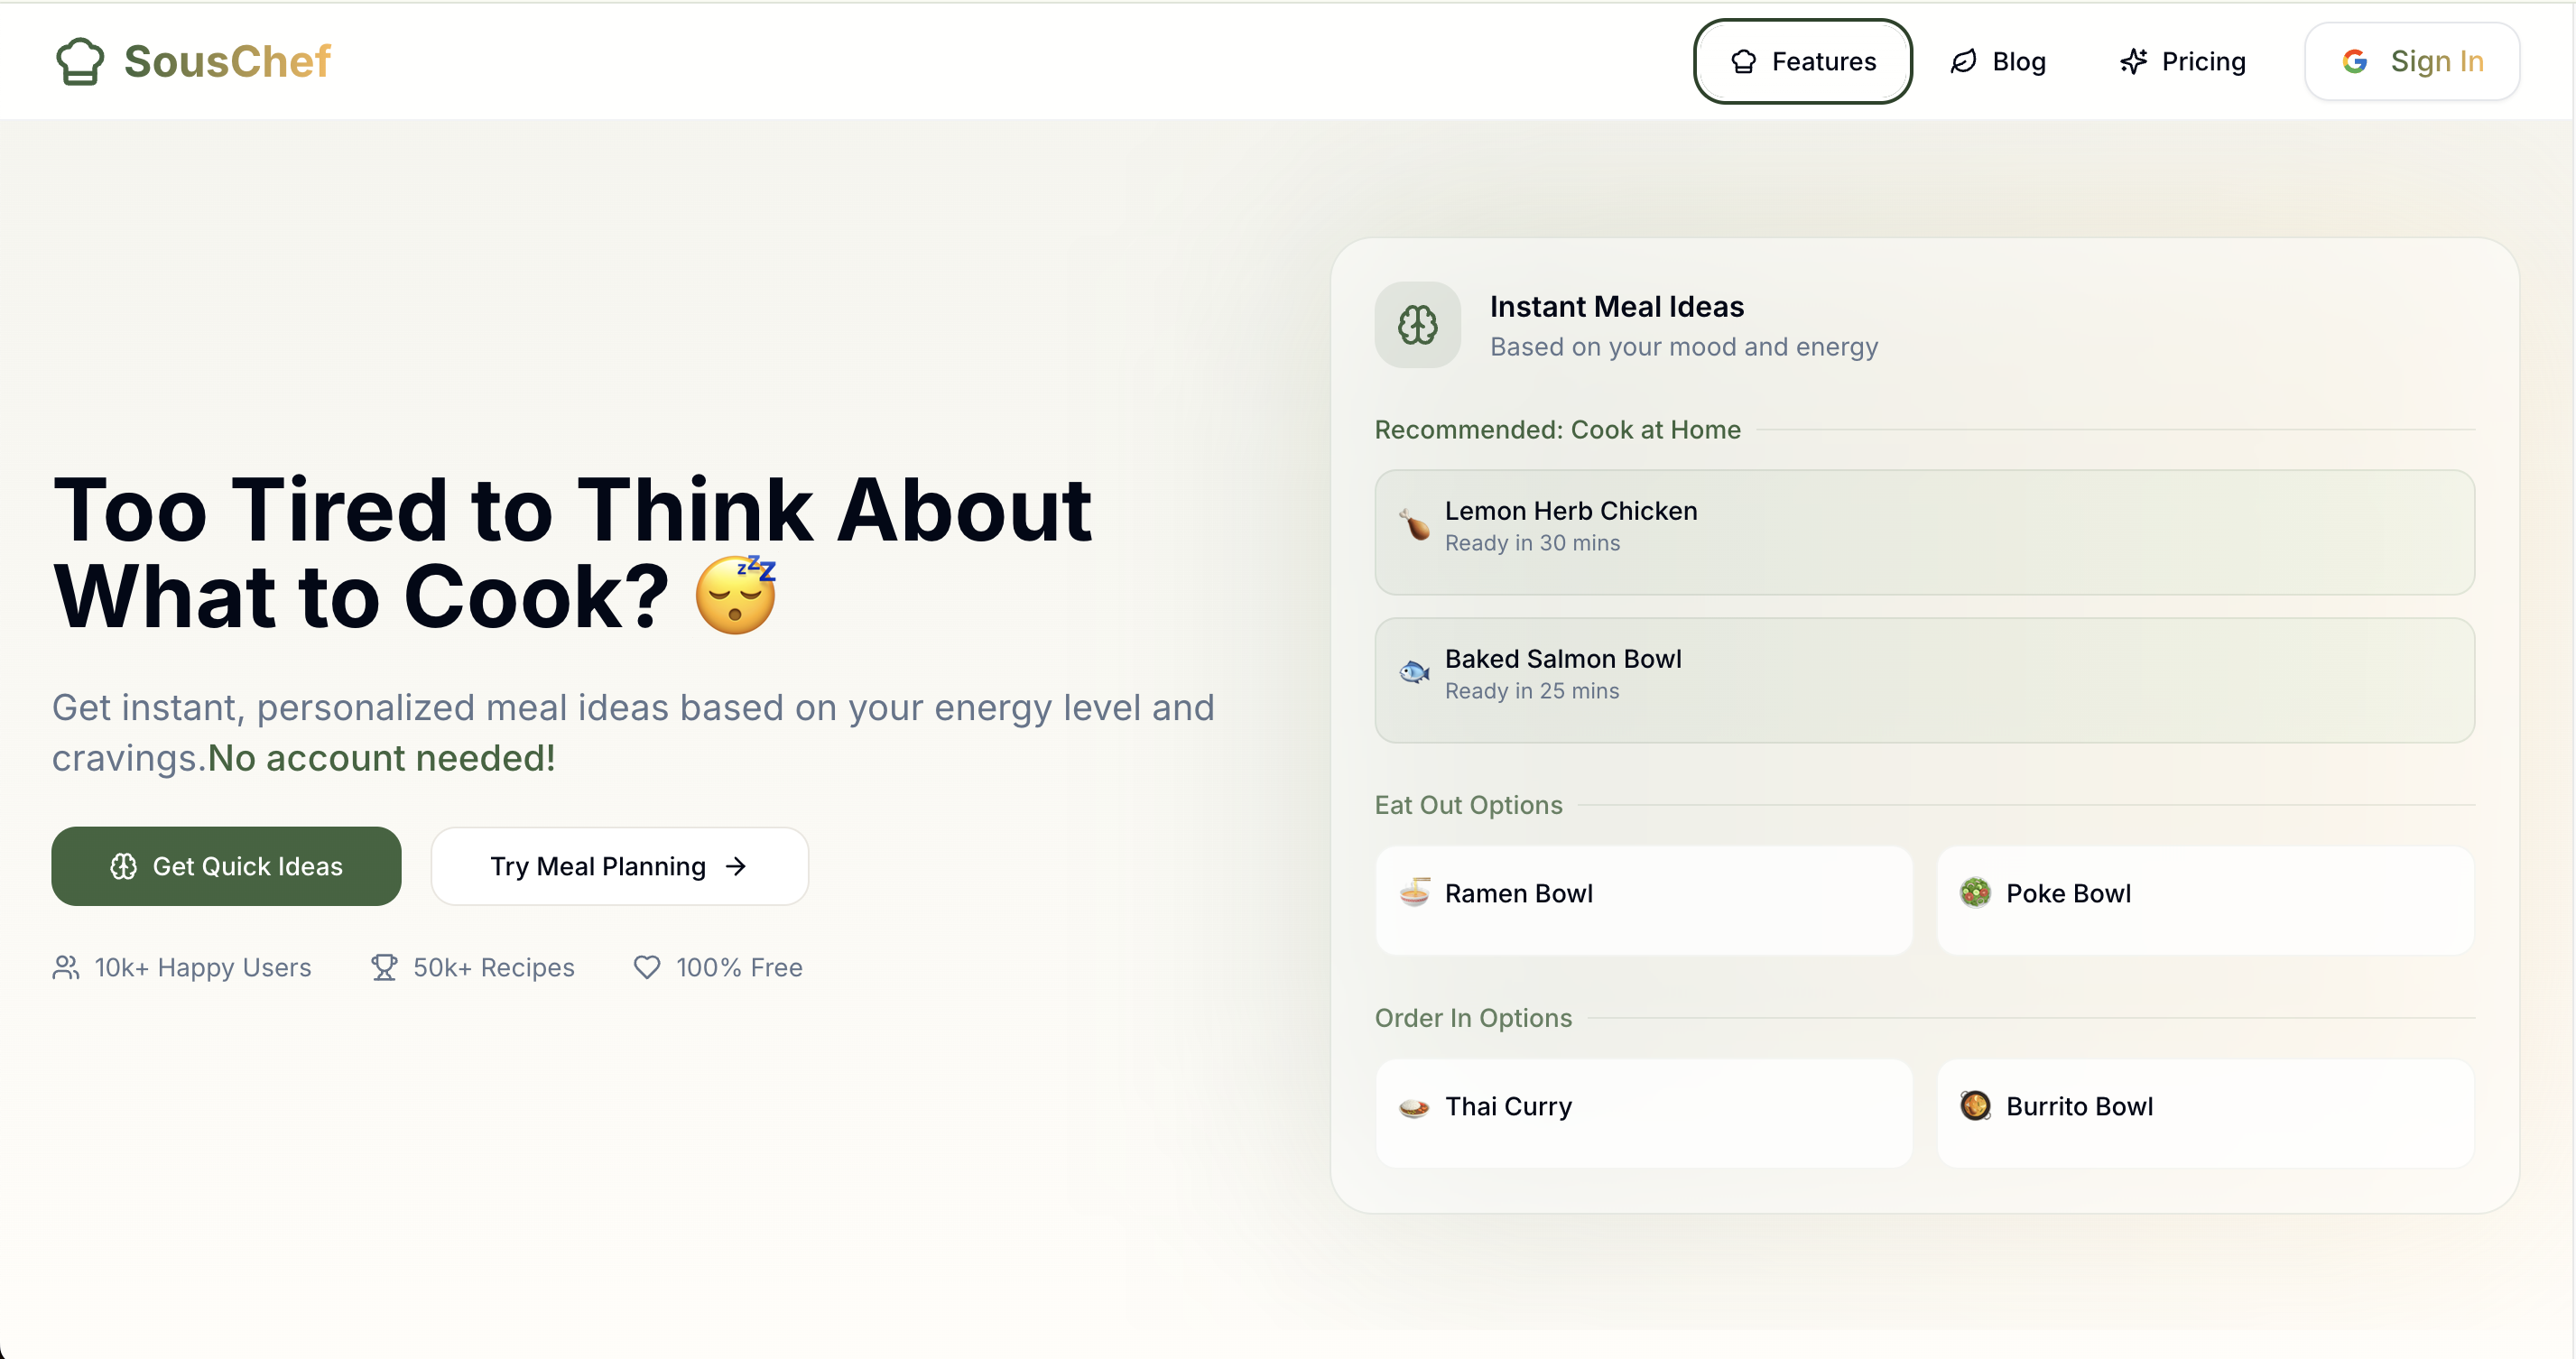 SousChef
Features
Blog
Pricing
Sign In
Too Tired to Think About
What to Cook? 😴
Get instant, personalized meal ideas based on your energy level and
cravings.No account needed!
Get Quick Ideas
Try Meal Planning →
10k+ Happy Users
50k+ Recipes
100% Free
Instant Meal Ideas
Based on your mood and energy
Recommended: Cook at Home
Lemon Herb Chicken
Ready in 30 mins
Baked Salmon Bowl
Ready in 25 mins
Eat Out Options
Ramen Bowl
Poke Bowl
Order In Options
Thai Curry
Burrito Bowl